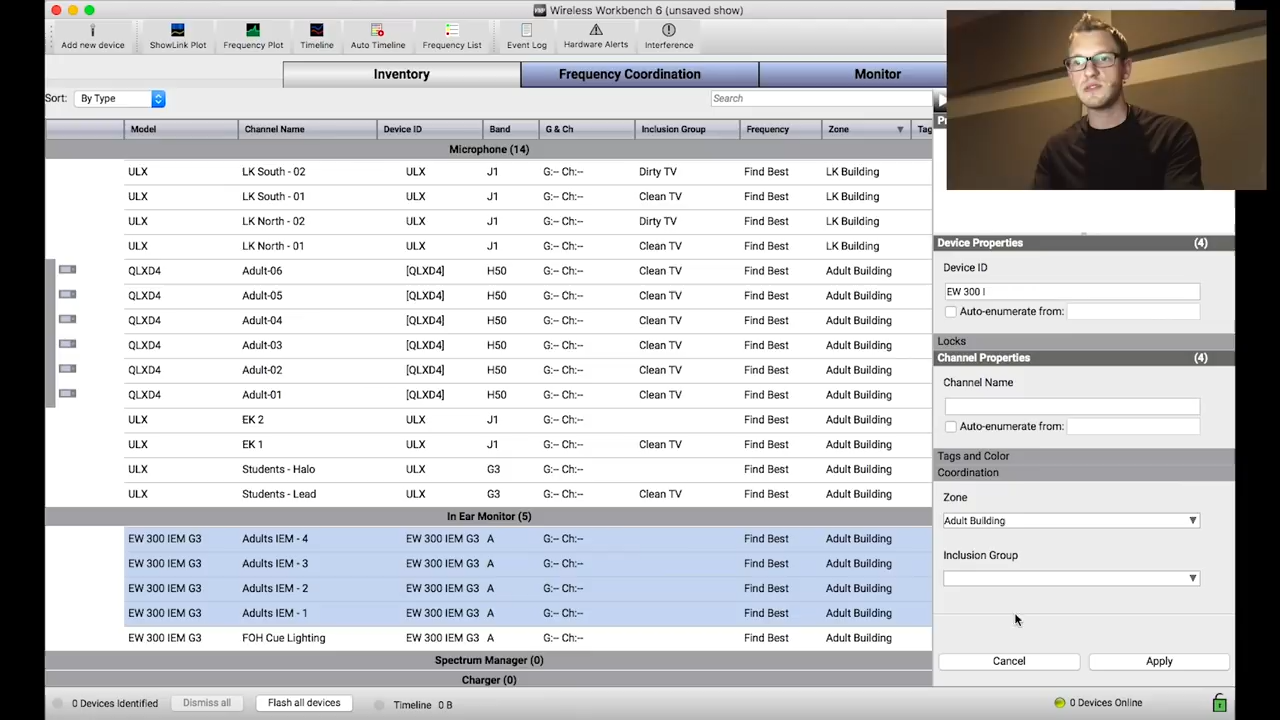 Wireless Workbench 6 (unsaved show)
Add new device ShowLink Plot Frequency Plot Timeline Auto Timeline Frequency List Event Log Hardware Alerts Interference
Inventory Frequency Coordination Monitor
Sort: By Type Search
Model Channel Name Device ID Band G & Ch Inclusion Group Frequency Zone Tag
Microphone (14)
ULX LK South - 02 ULX J1 G:-- Ch:-- Dirty TV Find Best LK Building
ULX LK South - 01 ULX J1 G:-- Ch:-- Clean TV Find Best LK Building
ULX LK North - 02 ULX J1 G:-- Ch:-- Dirty TV Find Best LK Building
ULX LK North - 01 ULX J1 G:-- Ch:-- Clean TV Find Best LK Building
QLXD4 Adult-06 [QLXD4] H50 G:-- Ch:-- Clean TV Find Best Adult Building
QLXD4 Adult-05 [QLXD4] H50 G:-- Ch:-- Clean TV Find Best Adult Building
QLXD4 Adult-04 [QLXD4] H50 G:-- Ch:-- Clean TV Find Best Adult Building
QLXD4 Adult-03 [QLXD4] H50 G:-- Ch:-- Clean TV Find Best Adult Building
QLXD4 Adult-02 [QLXD4] H50 G:-- Ch:-- Clean TV Find Best Adult Building
QLXD4 Adult-01 [QLXD4] H50 G:-- Ch:-- Clean TV Find Best Adult Building
ULX EK 2 ULX J1 G:-- Ch:-- Find Best Adult Building
ULX EK 1 ULX J1 G:-- Ch:-- Clean TV Find Best Adult Building
ULX Students - Halo ULX G3 G:-- Ch:-- Find Best Adult Building
ULX Students - Lead ULX G3 G:-- Ch:-- Clean TV Find Best Adult Building
In Ear Monitor (5)
EW 300 IEM G3 Adults IEM - 4 EW 300 IEM G3 A G:-- Ch:-- Find Best Adult Building
EW 300 IEM G3 Adults IEM - 3 EW 300 IEM G3 A G:-- Ch:-- Find Best Adult Building
EW 300 IEM G3 Adults IEM - 2 EW 300 IEM G3 A G:-- Ch:-- Find Best Adult Building
EW 300 IEM G3 Adults IEM - 1 EW 300 IEM G3 A G:-- Ch:-- Find Best Adult Building
EW 300 IEM G3 FOH Cue Lighting EW 300 IEM G3 A G:-- Ch:-- Find Best Adult Building
Spectrum Manager (0)
Charger (0)
Device Properties (4)
Device ID
EW 300 I
Auto-enumerate from:
Locks
Channel Properties (4)
Channel Name
Auto-enumerate from:
Tags and Color
Coordination
Zone
Adult Building
Inclusion Group
Cancel Apply
0 Devices Identified Dismiss all Flash all devices Timeline 0 B 0 Devices Online